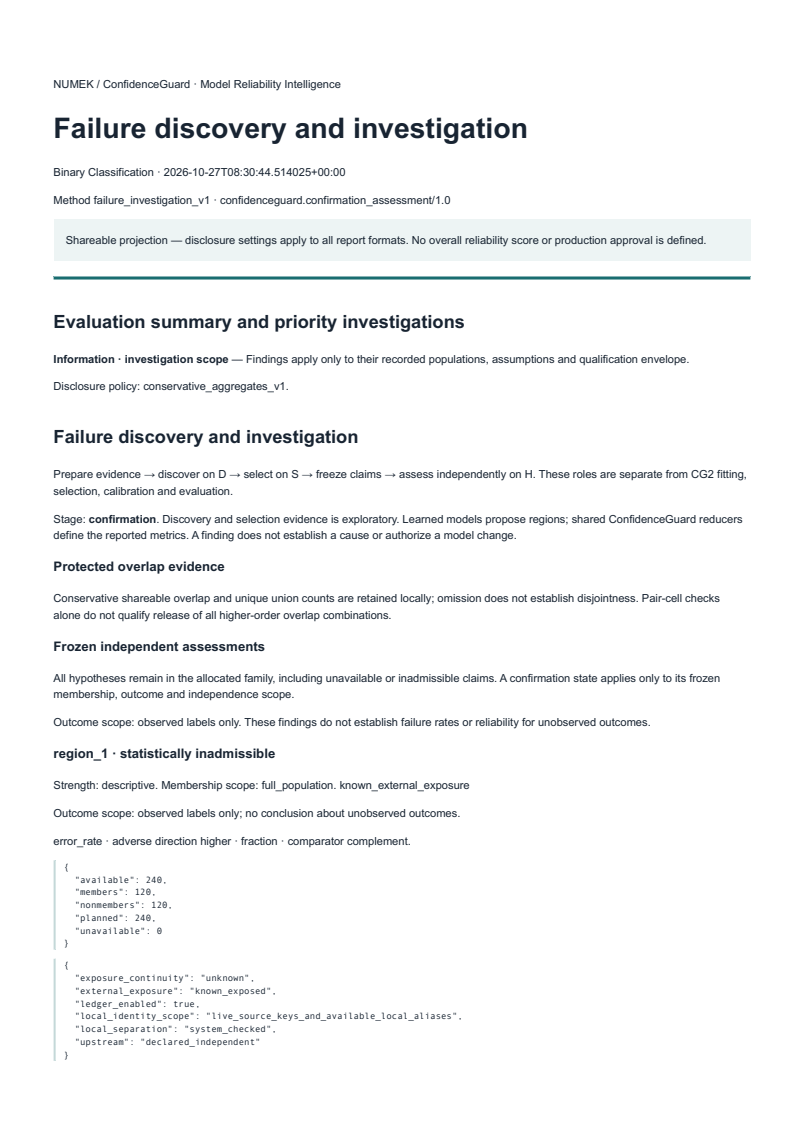 NUMEK / ConfidenceGuard · Model Reliability Intelligence
Failure discovery and investigation
Binary Classification · 2026-10-27T08:30:44.514025+00:00
Method failure_investigation_v1 · confidenceguard.confirmation_assessment/1.0
Shareable projection — disclosure settings apply to all report formats. No overall reliability score or production approval is defined.
Evaluation summary and priority investigations
Information · investigation scope — Findings apply only to their recorded populations, assumptions and qualification envelope.
Disclosure policy: conservative_aggregates_v1.
Failure discovery and investigation
Prepare evidence → discover on D → select on S → freeze claims → assess independently on H. These roles are separate from CG2 fitting,
selection, calibration and evaluation.
Stage: confirmation. Discovery and selection evidence is exploratory. Learned models propose regions; shared ConfidenceGuard reducers
define the reported metrics. A finding does not establish a cause or authorize a model change.
Protected overlap evidence
Conservative shareable overlap and unique union counts are retained locally; omission does not establish disjointness. Pair-cell checks
alone do not qualify release of all higher-order overlap combinations.
Frozen independent assessments
All hypotheses remain in the allocated family, including unavailable or inadmissible claims. A confirmation state applies only to its frozen
membership, outcome and independence scope.
Outcome scope: observed labels only. These findings do not establish failure rates or reliability for unobserved outcomes.
region_1 · statistically inadmissible
Strength: descriptive. Membership scope: full_population. known_external_exposure
Outcome scope: observed labels only; no conclusion about unobserved outcomes.
error_rate · adverse direction higher · fraction · comparator complement.
{
  "available": 240,
  "members": 120,
  "nonmembers": 120,
  "planned": 240,
  "unavailable": 0
}
{
  "exposure_continuity": "unknown",
  "external_exposure": "known_exposed",
  "ledger_enabled": true,
  "local_identity_scope": "live_source_keys_and_available_local_aliases",
  "local_separation": "system_checked",
  "upstream": "declared_independent"
}